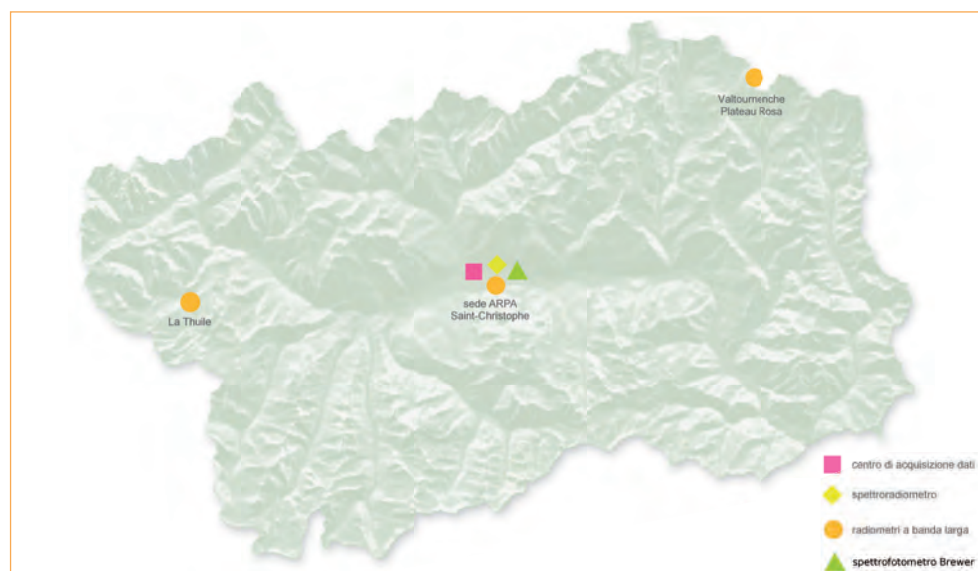 Valtournenche
Plateau Rosa
sede ARPA
Saint-Christophe
La Thuile
centro di acquisizione dati
spettroradiometro
radiometri a banda larga
spettrofotometro Brewer